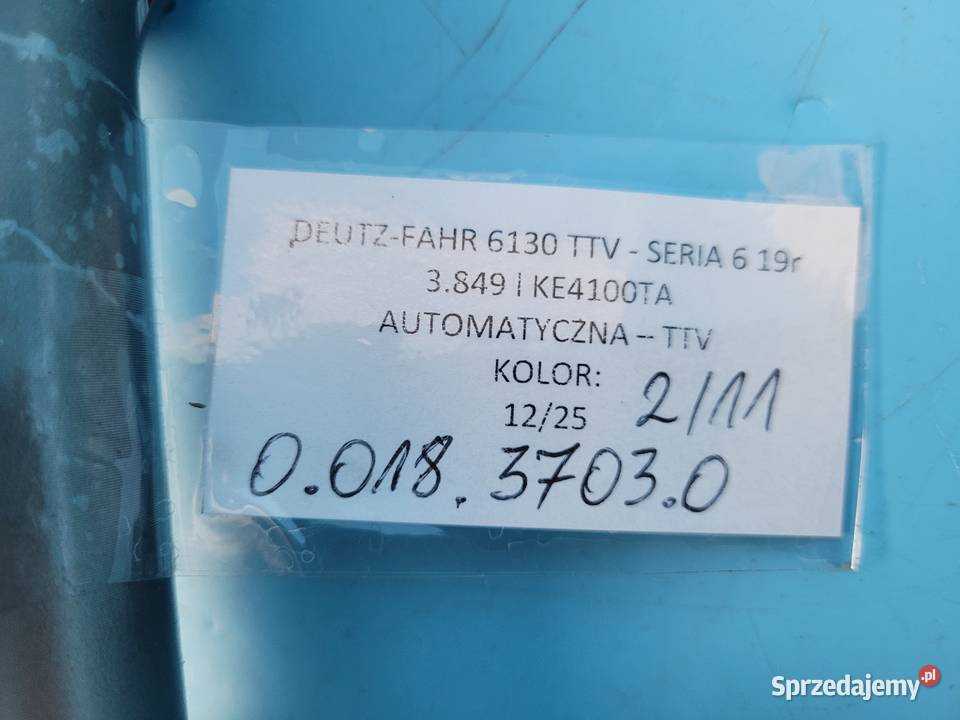 DEUTZ-FAHR 6130 TTV - SERIA 6 19r
3.849 l KE4100TA
AUTOMATYCZNA – TTV
KOLOR:
12/25 2/11
0.018.3703.0
Sprzedajemy.pl